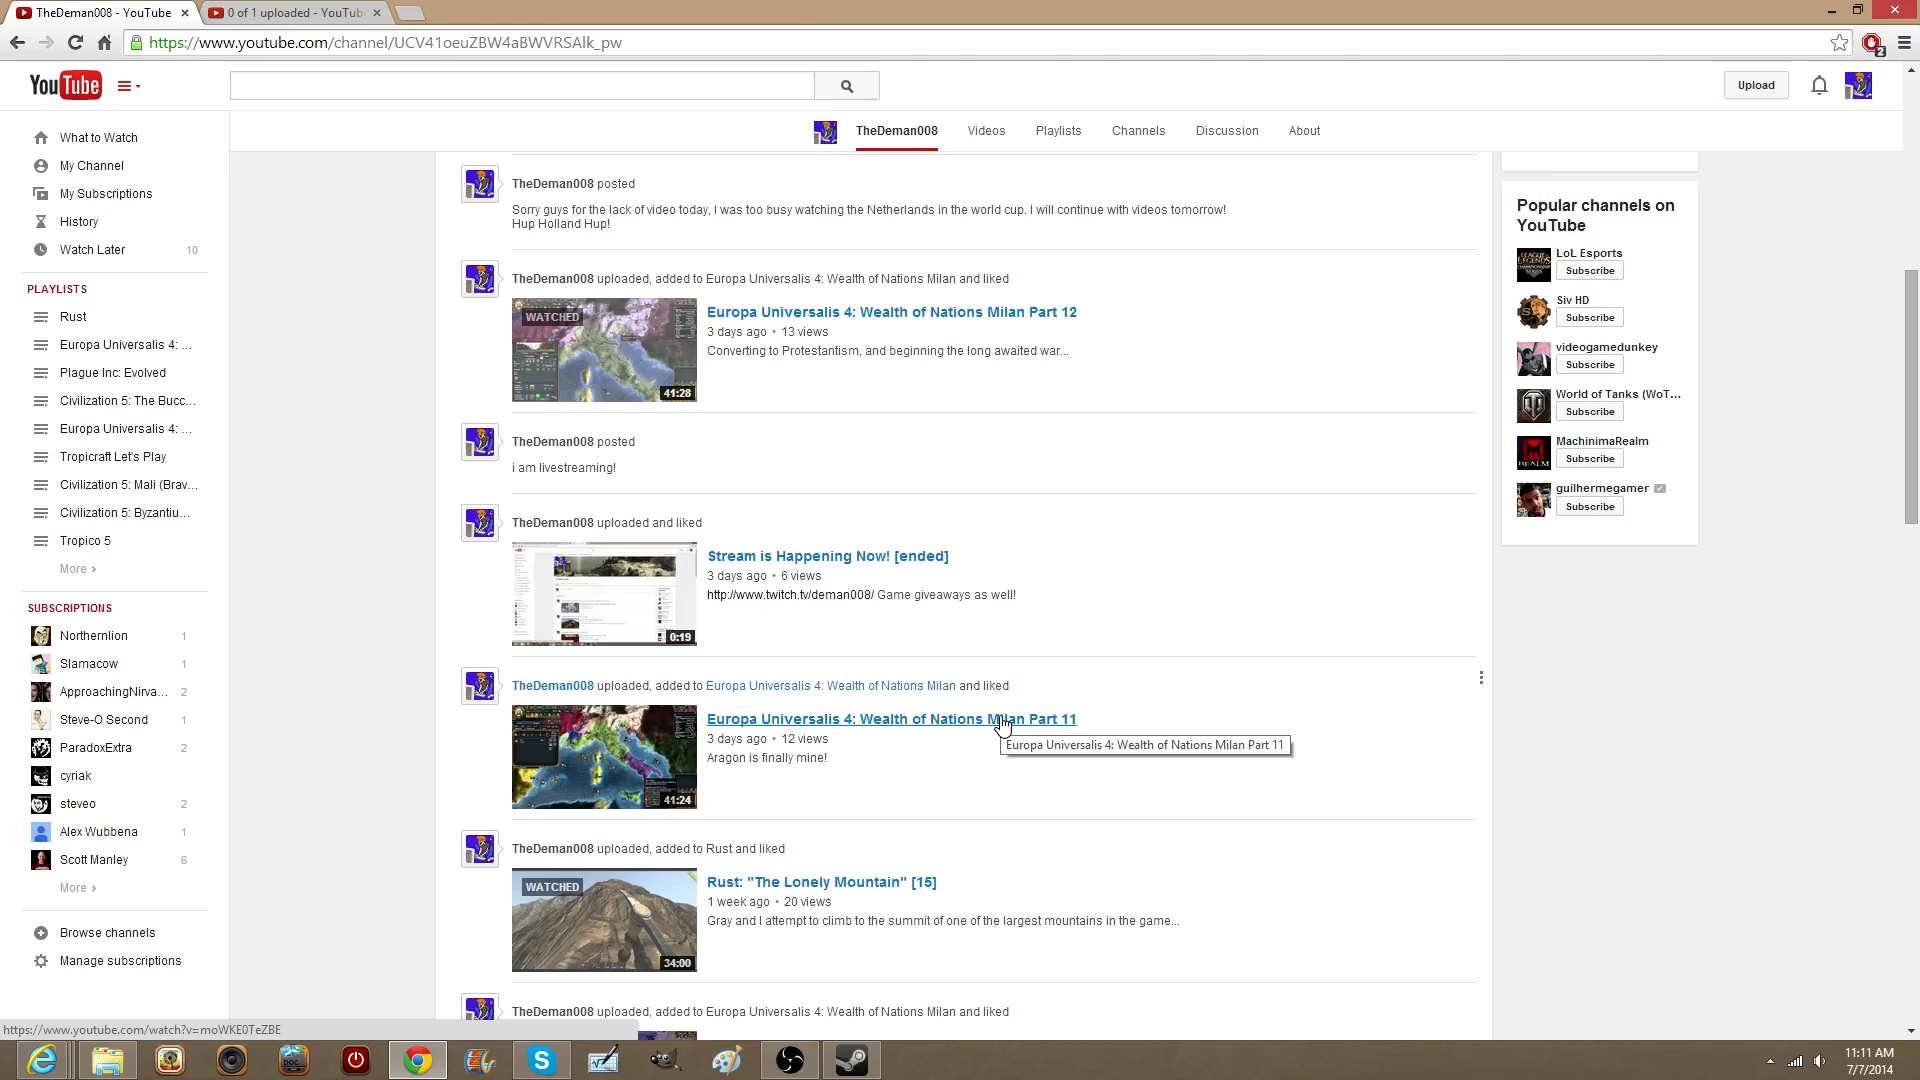 TheDeman008 - YouTube
0 of 1 uploaded - YouTub
https://www.youtube.com/channel/UCV41oeuZBW4aBWVRSAlk_pw
2
YouTube
Upload
TheDeman008 Videos Playlists Channels Discussion About
What to Watch
My Channel
My Subscriptions
History
Watch Later 10
PLAYLISTS
Rust
Europa Universalis 4: ...
Plague Inc: Evolved
Civilization 5: The Bucc...
Europa Universalis 4: ...
Tropicraft Let's Play
Civilization 5: Mali (Brav...
Civilization 5: Byzantiu...
Tropico 5
More ›
SUBSCRIPTIONS
Northernlion 1
Slamacow 1
ApproachingNirva... 2
Steve-O Second 1
ParadoxExtra 2
cyriak
steveo 2
Alex Wubbena 1
Scott Manley 6
More ›
Browse channels
Manage subscriptions
TheDeman008 posted
Sorry guys for the lack of video today, I was too busy watching the Netherlands in the world cup. I will continue with videos tomorrow!
Hup Holland Hup!
TheDeman008 uploaded, added to Europa Universalis 4: Wealth of Nations Milan and liked
WATCHED
41:28
Europa Universalis 4: Wealth of Nations Milan Part 12
3 days ago • 13 views
Converting to Protestantism, and beginning the long awaited war...
TheDeman008 posted
i am livestreaming!
TheDeman008 uploaded and liked
0:19
Stream is Happening Now! [ended]
3 days ago • 6 views
http://www.twitch.tv/deman008/ Game giveaways as well!
TheDeman008 uploaded, added to Europa Universalis 4: Wealth of Nations Milan and liked
41:24
Europa Universalis 4: Wealth of Nations Milan Part 11
3 days ago • 12 views
Europa Universalis 4: Wealth of Nations Milan Part 11
Aragon is finally mine!
TheDeman008 uploaded, added to Rust and liked
WATCHED
34:00
Rust: "The Lonely Mountain" [15]
1 week ago • 20 views
Gray and I attempt to climb to the summit of one of the largest mountains in the game...
TheDeman008 uploaded, added to Europa Universalis 4: Wealth of Nations Milan and liked
Popular channels on
YouTube
LoL Esports
Subscribe
Siv HD
Subscribe
videogamedunkey
Subscribe
World of Tanks (WoT...
Subscribe
MachinimaRealm
Subscribe
guilhermegamer
Subscribe
https://www.youtube.com/watch?v=moWKE0TeZBE
11:11 AM
7/7/2014